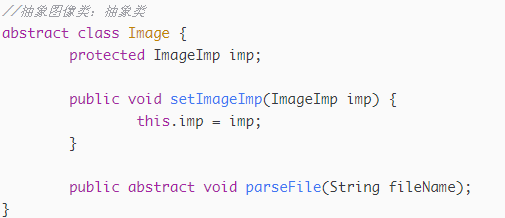 //抽象图像类：抽象类
abstract class Image {
protected ImageImp imp;
public void setImageImp(ImageImp imp) {
this.imp = imp;
}
public abstract void parseFile(String fileName);
}